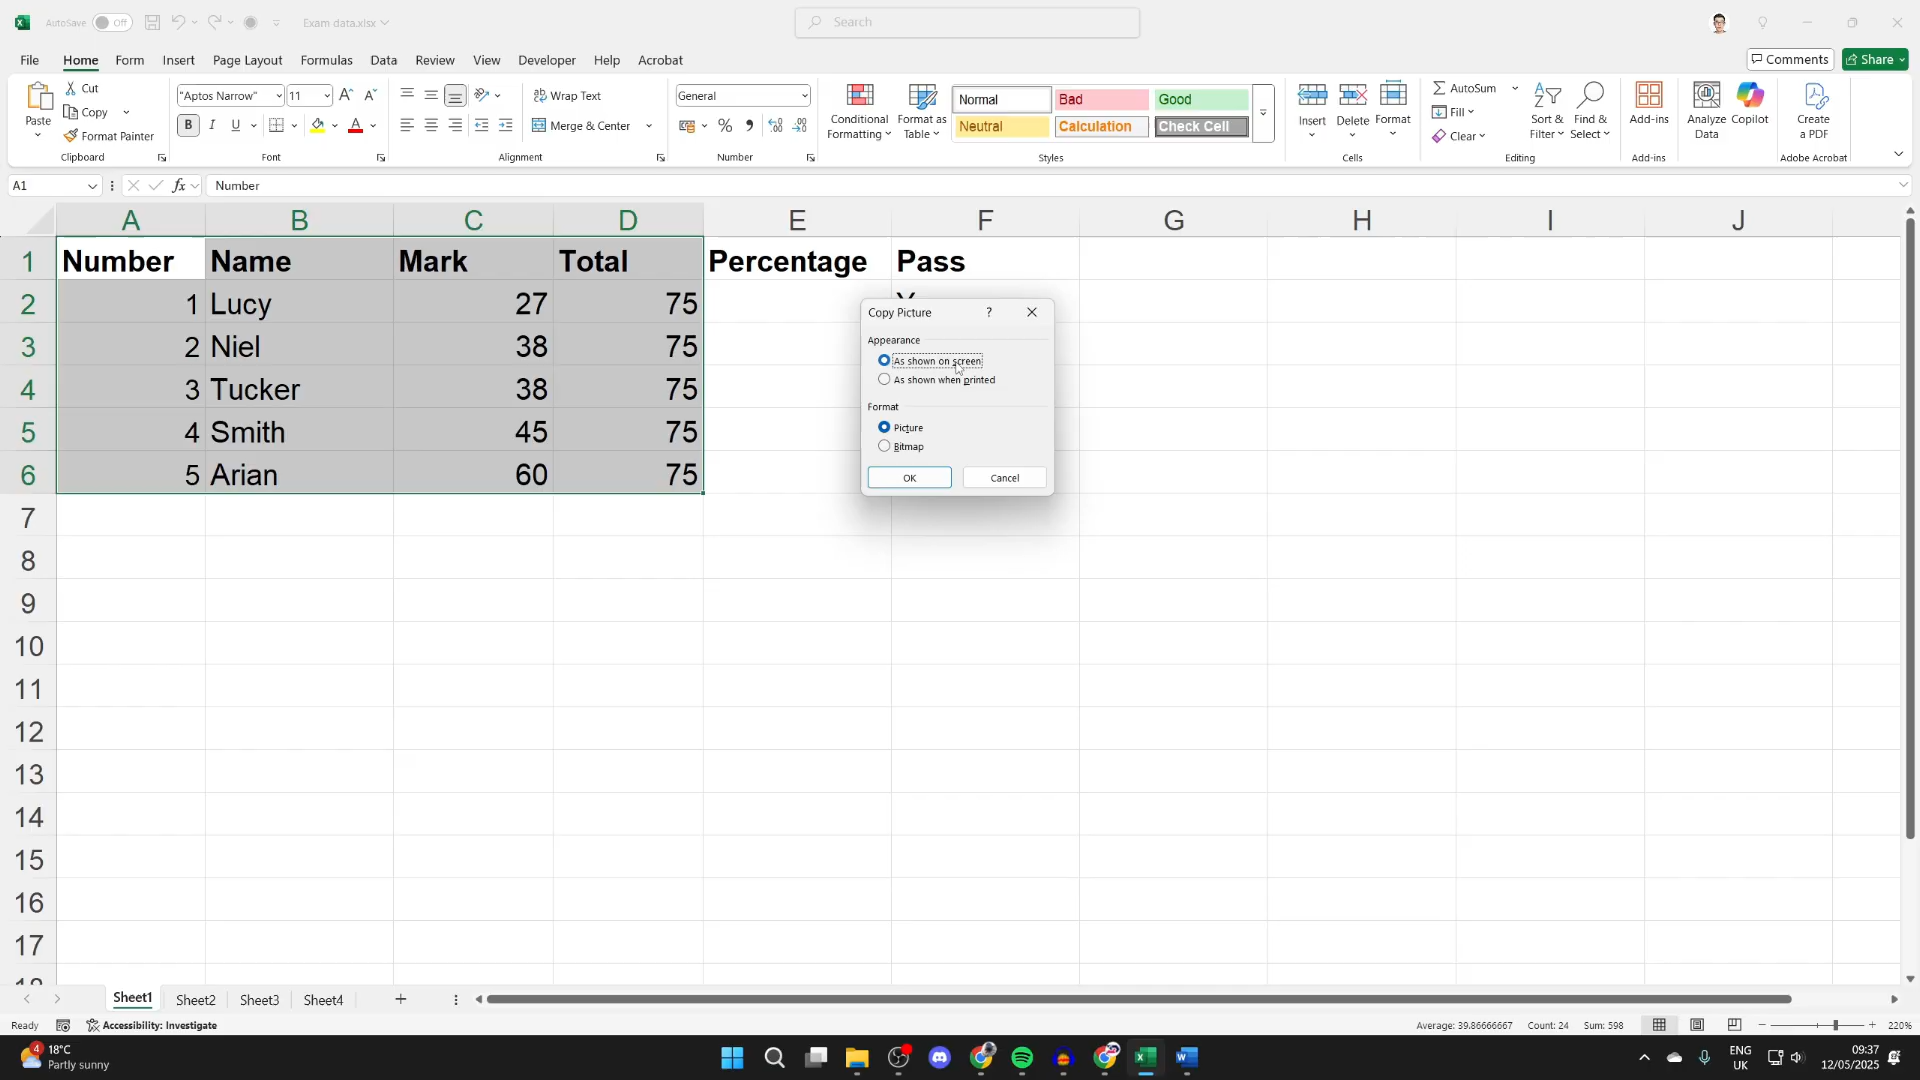 AutoSave Off Exam data.xlsx Search
File Home Form Insert Page Layout Formulas Data Review View Developer Help Acrobat Comments Share
Paste Cut Copy Format Painter Clipboard
"Aptos Narrow" 11 B I U A Font
Wrap Text Merge & Center Alignment
General % Number
Conditional Formatting Format as Table Normal Bad Good Neutral Calculation Check Cell Styles
Insert Delete Format Cells
AutoSum Fill Clear Sort & Filter Find & Select Editing
Add-ins Add-ins
Analyze Data Copilot
Create a PDF Adobe Acrobat
A1 fx Number
A B C D E F G H I J
1 Number Name Mark Total Percentage Pass
2 1 Lucy 27 75
3 2 Niel 38 75
4 3 Tucker 38 75
5 4 Smith 45 75
6 5 Arian 60 75
7
8
9
10
11
12
13
14
15
16
17
Copy Picture ?
Appearance
As shown on screen
As shown when printed
Format
Picture
Bitmap
OK Cancel
Sheet1 Sheet2 Sheet3 Sheet4
Ready Accessibility: Investigate Average: 39.86666667 Count: 24 Sum: 598 220%
4 18°C
Partly sunny
ENG
UK
09:37
12/05/2025